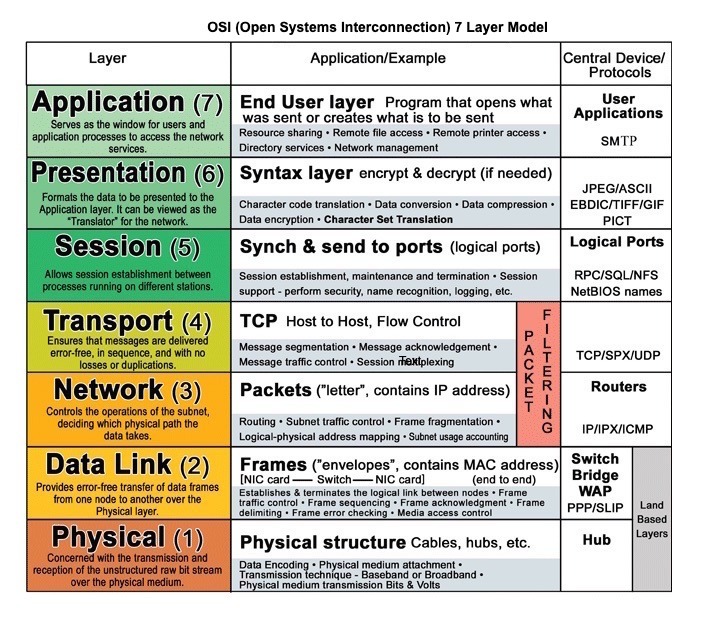 OSI (Open Systems Interconnection) 7 Layer Model
Layer
Application/Example
Central Device/
Protocols
Application (7)
Serves as the window for users and
application processes to access the network
services.
End User layer Program that opens what
was sent or creates what is to be sent
Resource sharing • Remote file access • Remote printer access •
Directory services • Network management
User
Applications
SMTP
Presentation (6)
Formats the data to be presented to the
Application layer. It can be viewed as the
"Translator" for the network.
Syntax layer encrypt & decrypt (if needed)
Character code translation • Data conversion • Data compression •
Data encryption • Character Set Translation
JPEG/ASCII
EBDIC/TIFF/GIF
PICT
Session (5)
Allows session establishment between
processes running on different stations.
Synch & send to ports (logical ports)
Session establishment, maintenance and termination • Session
support - perform security, name recognition, logging, etc.
Logical Ports
RPC/SQL/NFS
NetBIOS names
Transport (4)
Ensures that messages are delivered
error-free, in sequence, and with no
losses or duplications.
TCP Host to Host, Flow Control
Message segmentation • Message acknowledgement •
Message traffic control • Session
Text
PACKET
FILTERING
TCP/SPX/UDP
Network (3)
Controls the operations of the subnet,
deciding which physical path the
data takes.
Packets ("letter", contains IP address)
Routing • Subnet traffic control • Frame fragmentation •
Logical-physical address mapping • Subnet usage accounting
Routers
IP/IPX/ICMP
Data Link (2)
Provides error-free transfer of data frames
from one node to another over the
Physical layer.
Frames ("envelopes", contains MAC address)
[NIC card — Switch — NIC card] (end to end)
Establishes & terminates the logical link between nodes • Frame
traffic control • Frame sequencing • Frame acknowledgment • Frame
delimiting • Frame error checking • Media access control
Switch
Bridge
WAP
PPP/SLIP
Land
Based
Layers
Physical (1)
Concerned with the transmission and
reception of the unstructured raw bit stream
over the physical medium.
Physical structure Cables, hubs, etc.
Data Encoding • Physical medium attachment •
Transmission technique - Baseband or Broadband •
Physical medium transmission Bits & Volts
Hub